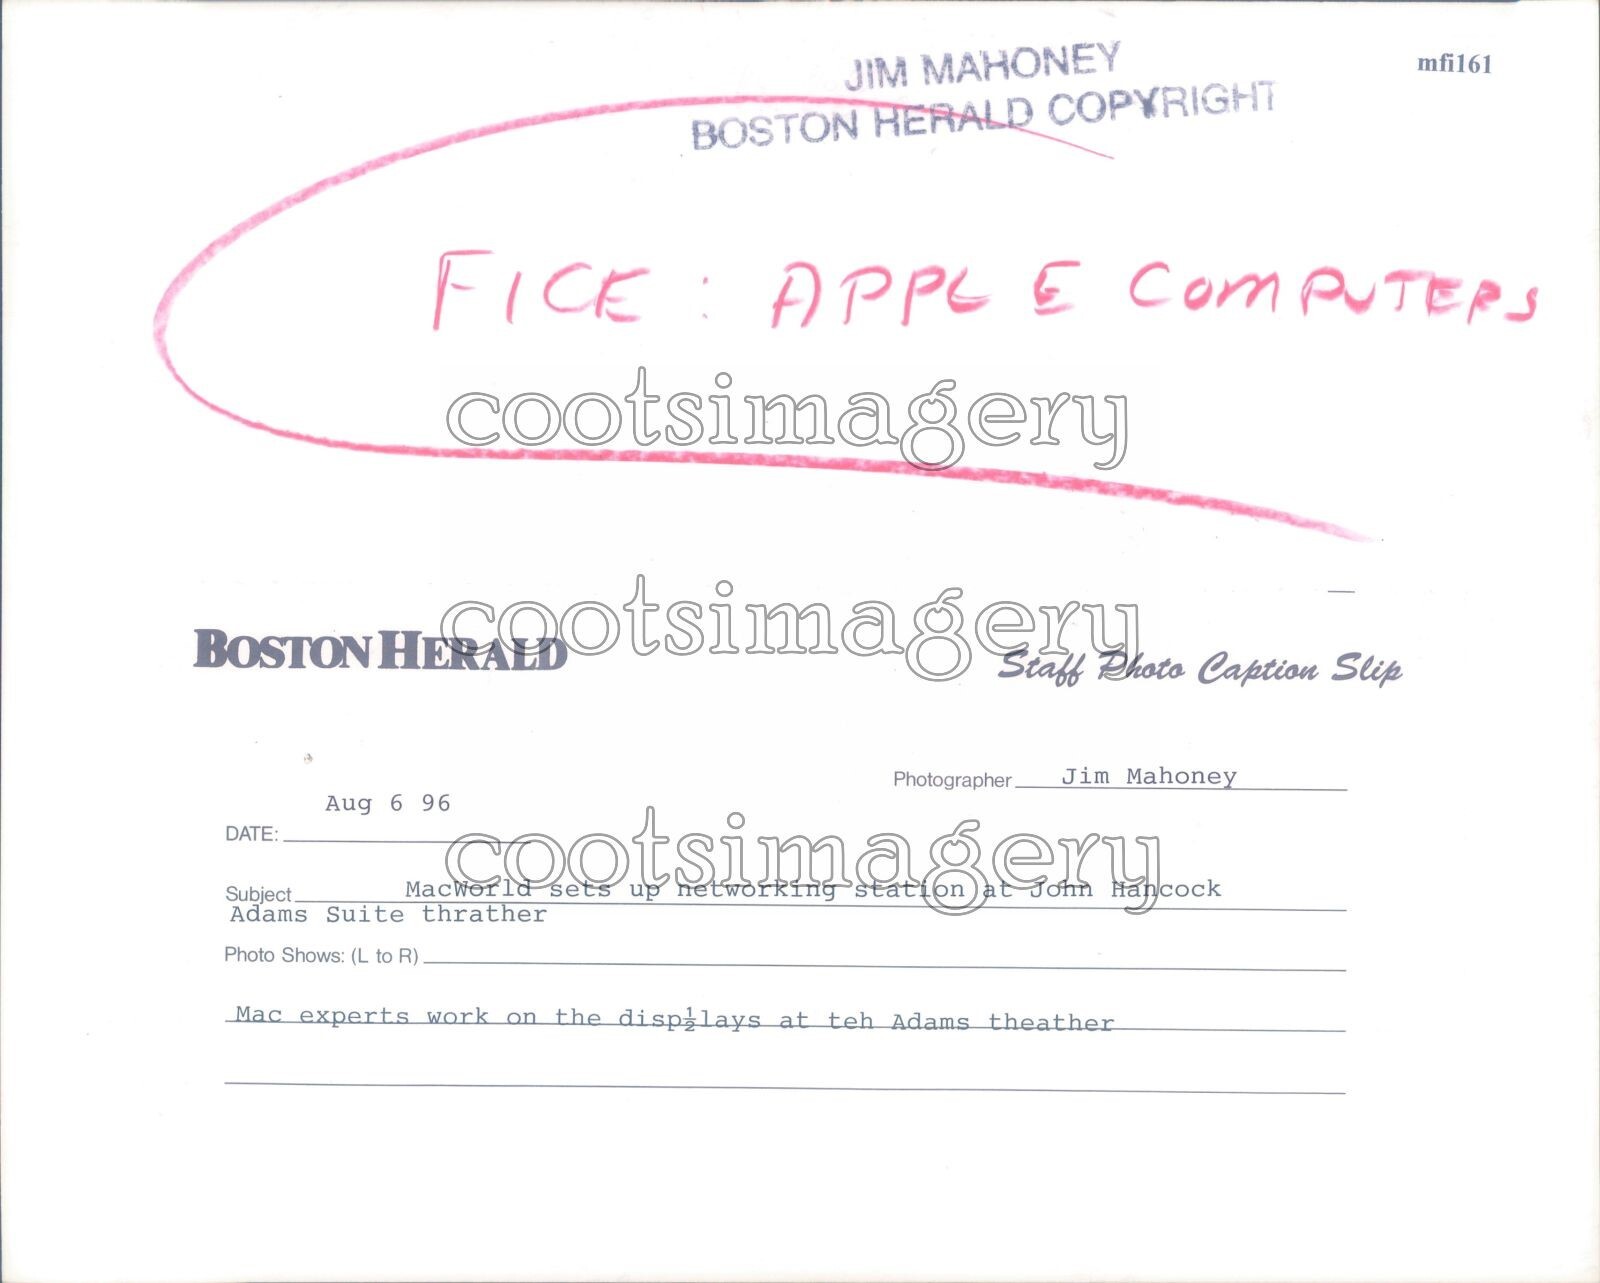 JIM MAHONEY
BOSTON HERALD COPYRIGHT
mfi161
FICE: APPLE COMPUTERS
cootsimagery
cootsimagery
BOSTON HERALD
Staff Photo Caption Slip
Photographer Jim Mahoney
Aug 6 96
DATE:
cootsimagery
Subject MacWorld sets up networking station at John Hancock
Adams Suite thrather
Photo Shows: (L to R)
Mac experts work on the disp½lays at teh Adams theather